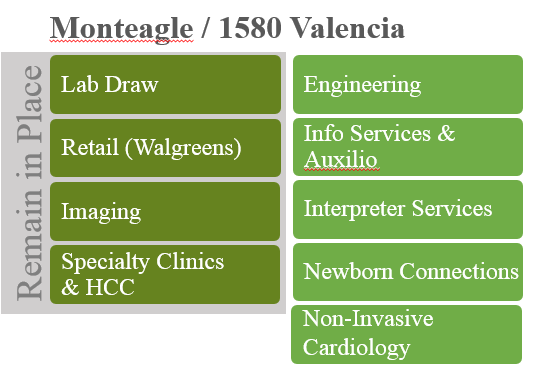 Monteagle / 1580 Valencia
Remain in Place
Lab Draw
Retail (Walgreens)
Imaging
Specialty Clinics
& HCC
Engineering
Info Services &
Auxilio
Interpreter Services
Newborn Connections
Non-Invasive
Cardiology